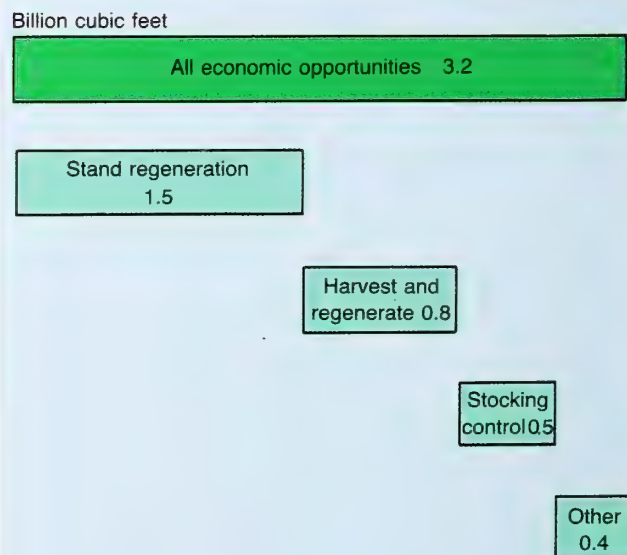 Billion cubic feet
All economic opportunities 3.2
Stand regeneration
1.5
Harvest and
regenerate 0.8
Stocking
control 0.5
Other
0.4